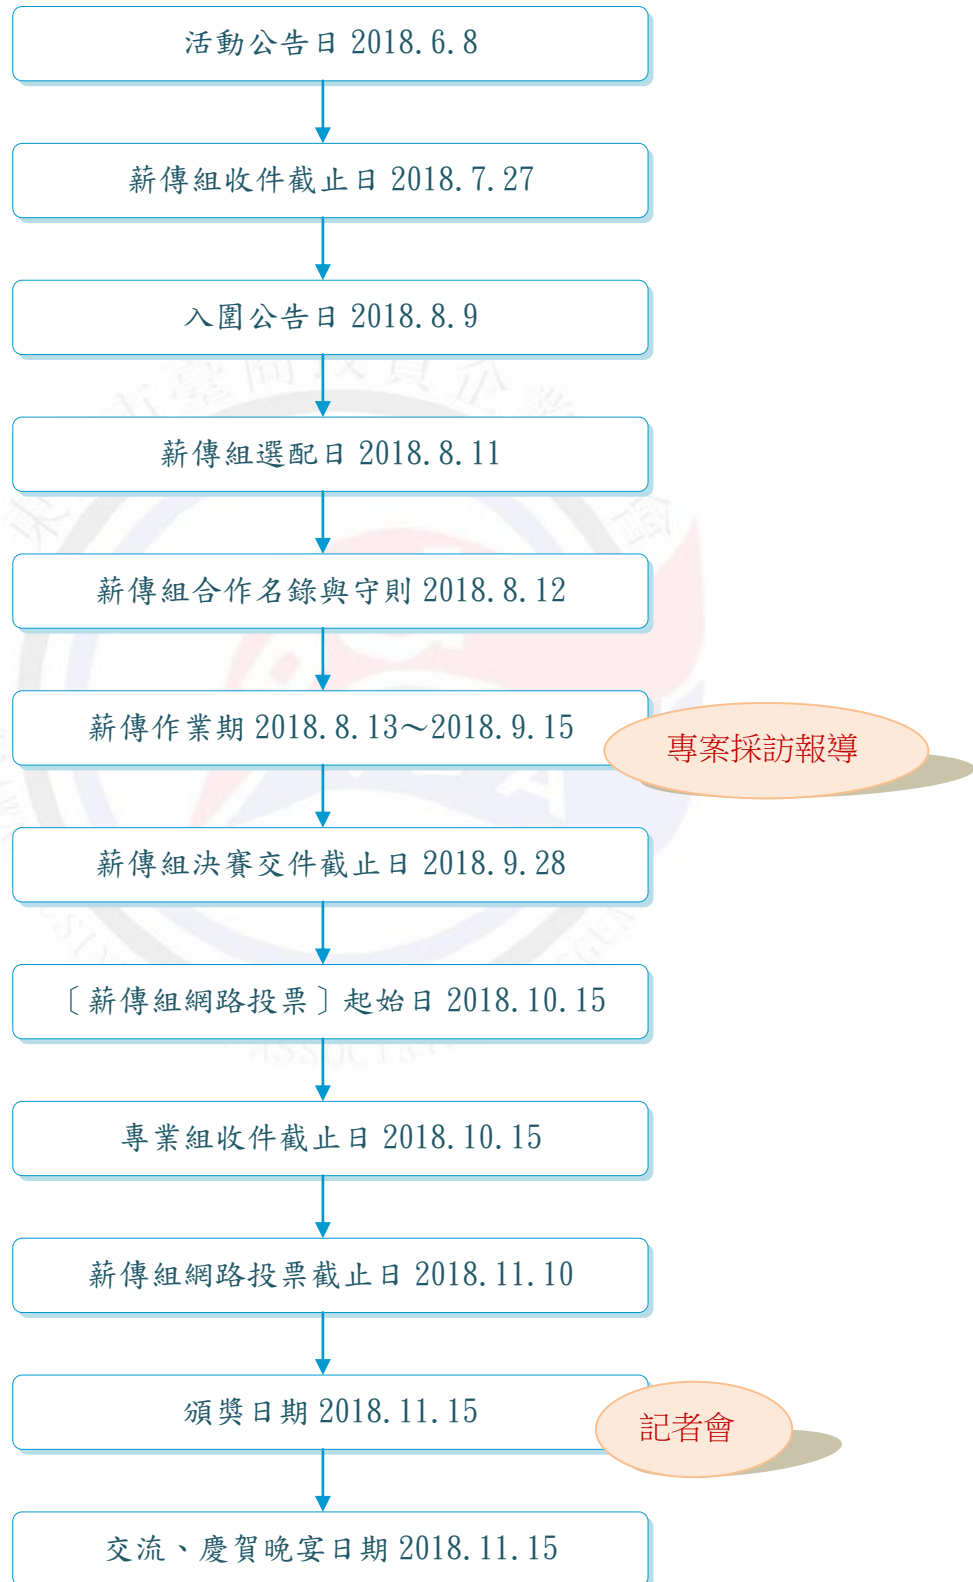 活動公告日 2018.6.8
薪傳組收件截止日 2018.7.27
入圍公告日 2018.8.9
薪傳組選配日 2018.8.11
薪傳組合作名錄與守則 2018.8.12
薪傳作業期 2018.8.13～2018.9.15
專案採訪報導
薪傳組決賽交件截止日 2018.9.28
〔薪傳組網路投票〕起始日 2018.10.15
專業組收件截止日 2018.10.15
薪傳組網路投票截止日 2018.11.10
頒獎日期 2018.11.15
記者會
交流、慶賀晚宴日期 2018.11.15